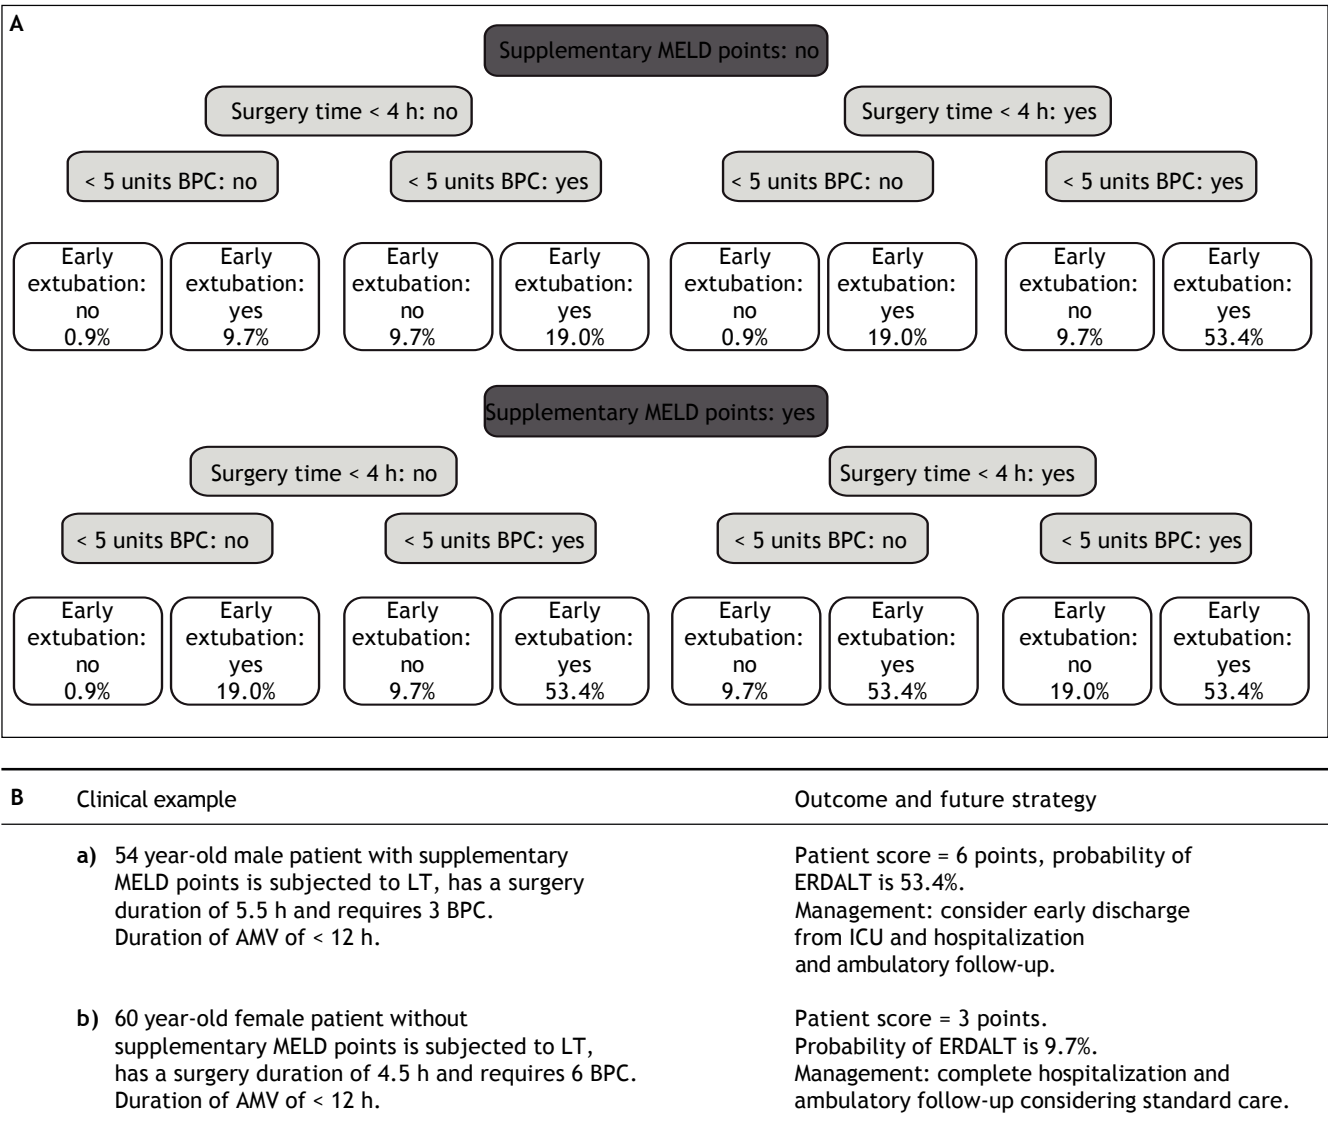 A
Supplementary MELD points: no
Surgery time < 4 h: no
Surgery time < 4 h: yes
< 5 units BPC: no
< 5 units BPC: yes
< 5 units BPC: no
< 5 units BPC: yes
Early extubation: no 0.9%
Early extubation: yes 9.7%
Early extubation: no 9.7%
Early extubation: yes 19.0%
Early extubation: no 0.9%
Early extubation: yes 19.0%
Early extubation: no 9.7%
Early extubation: yes 53.4%
Supplementary MELD points: yes
Surgery time < 4 h: no
Surgery time < 4 h: yes
< 5 units BPC: no
< 5 units BPC: yes
< 5 units BPC: no
< 5 units BPC: yes
Early extubation: no 0.9%
Early extubation: yes 19.0%
Early extubation: no 9.7%
Early extubation: yes 53.4%
Early extubation: no 9.7%
Early extubation: yes 53.4%
Early extubation: no 19.0%
Early extubation: yes 53.4%
B Clinical example
Outcome and future strategy
a) 54 year-old male patient with supplementary
MELD points is subjected to LT, has a surgery
duration of 5.5 h and requires 3 BPC.
Duration of AMV of < 12 h.
Patient score = 6 points, probability of
ERDALT is 53.4%.
Management: consider early discharge
from ICU and hospitalization
and ambulatory follow-up.
b) 60 year-old female patient without
supplementary MELD points is subjected to LT,
has a surgery duration of 4.5 h and requires 6 BPC.
Duration of AMV of < 12 h.
Patient score = 3 points.
Probability of ERDALT is 9.7%.
Management: complete hospitalization and
ambulatory follow-up considering standard care.